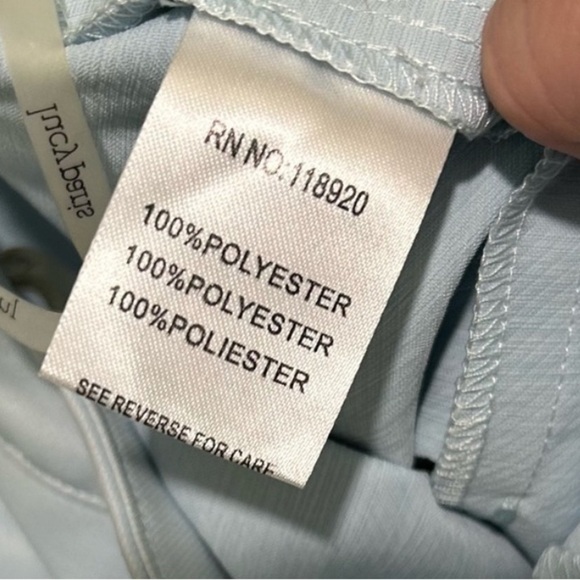 RN NO:118920
100%POLYESTER
100%POLYESTER
100%POLIESTER
SEE REVERSE FOR CARE